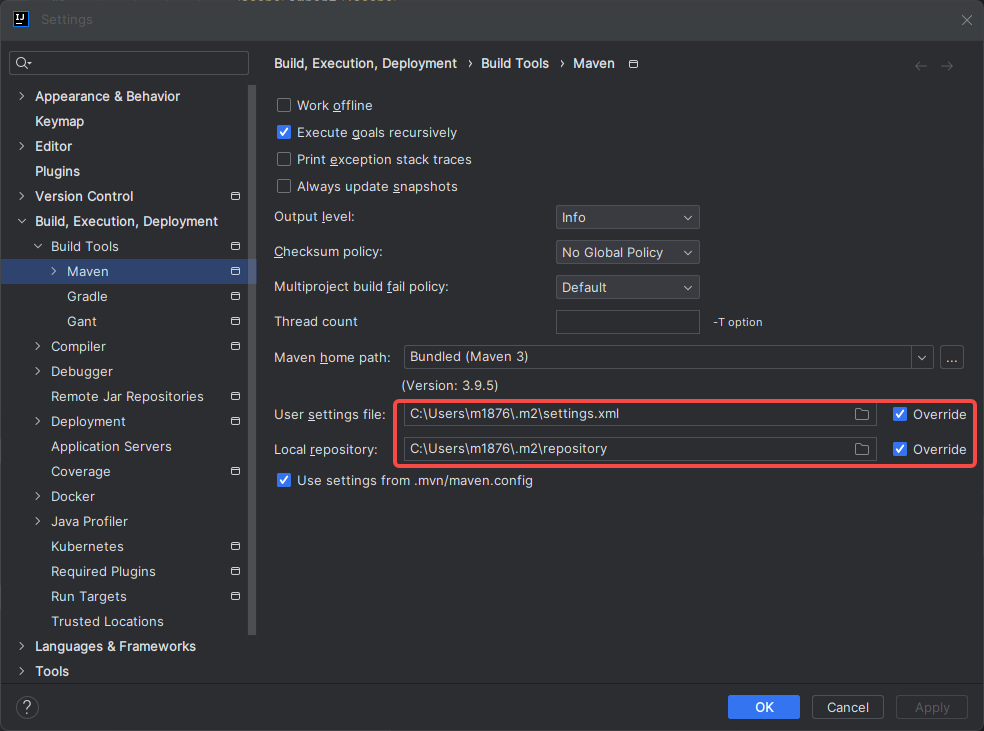 IJ
Settings
Build, Execution, Deployment › Build Tools › Maven
Appearance & Behavior
Keymap
Editor
Plugins
Version Control
Build, Execution, Deployment
Build Tools
Maven
Gradle
Gant
Compiler
Debugger
Remote Jar Repositories
Deployment
Application Servers
Coverage
Docker
Java Profiler
Kubernetes
Required Plugins
Run Targets
Trusted Locations
Languages & Frameworks
Tools
Work offline
Execute goals recursively
Print exception stack traces
Always update snapshots
Output level: Info
Checksum policy: No Global Policy
Multiproject build fail policy: Default
Thread count -T option
Maven home path: Bundled (Maven 3) ...
(Version: 3.9.5)
User settings file: C:\Users\m1876\.m2\settings.xml Override
Local repository: C:\Users\m1876\.m2\repository Override
Use settings from .mvn/maven.config
? OK Cancel Apply